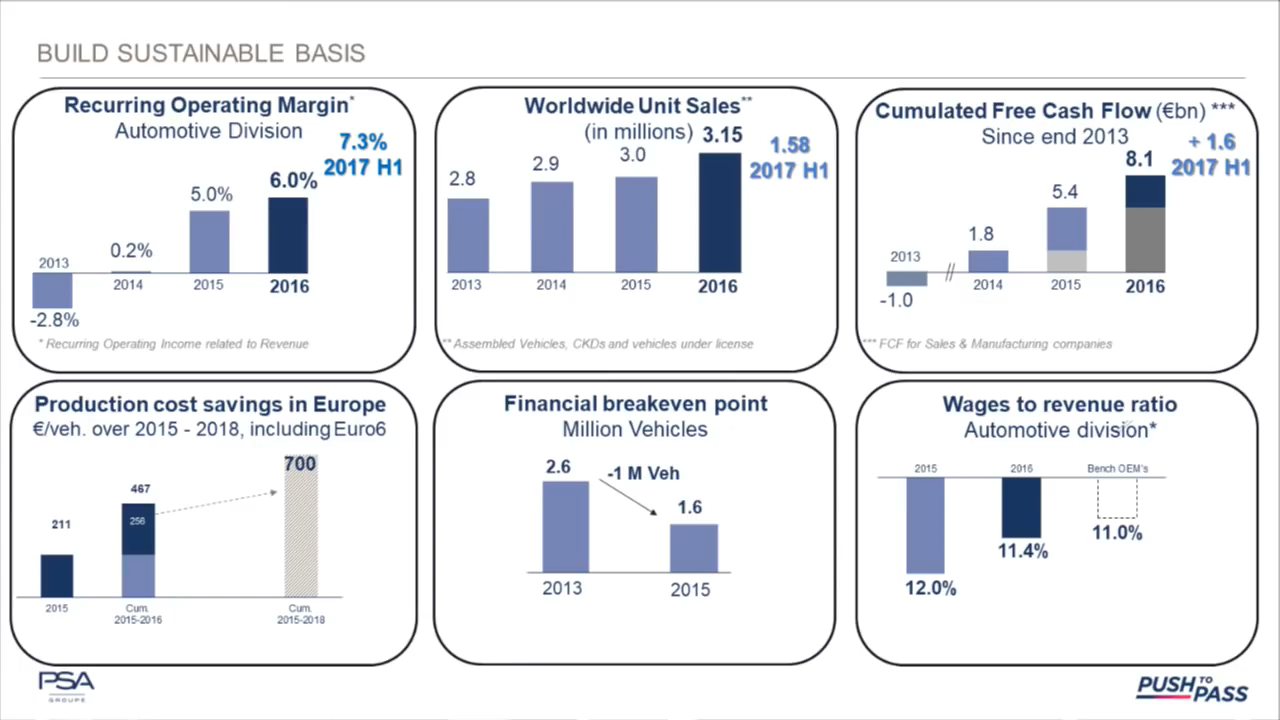 BUILD SUSTAINABLE BASIS
Recurring Operating Margin*
Automotive Division
7.3%
2017 H1
6.0%
5.0%
0.2%
2013
2014
2015
2016
-2.8%
* Recurring Operating Income related to Revenue
Worldwide Unit Sales**
(in millions)
3.15
1.58
2017 H1
3.0
2.9
2.8
2013
2014
2015
2016
** Assembled Vehicles, CKDs and vehicles under license
Cumulated Free Cash Flow (€bn) ***
Since end 2013
+ 1.6
2017 H1
8.1
5.4
1.8
2013
-1.0
//
2014
2015
2016
*** FCF for Sales & Manufacturing companies
Production cost savings in Europe
€/veh. over 2015 - 2018, including Euro6
700
467
256
211
2015
Cum.
2015-2016
Cum.
2015-2018
Financial breakeven point
Million Vehicles
2.6
-1 M Veh
1.6
2013
2015
Wages to revenue ratio
Automotive division*
2015
2016
Bench OEM's
12.0%
11.4%
11.0%
PSA
GROUPE
PUSH TO PASS